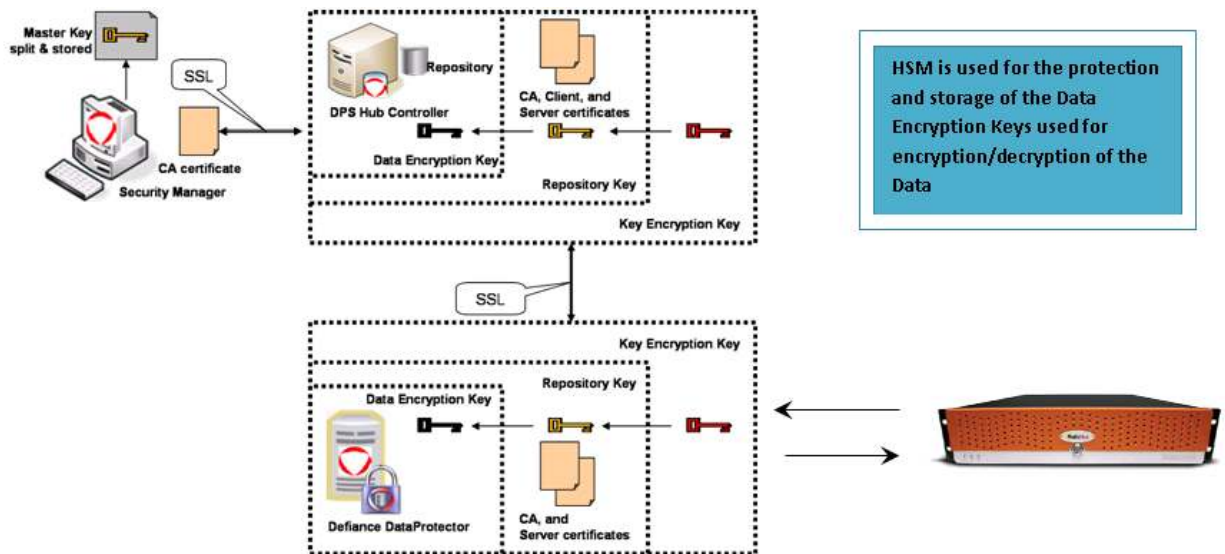 Master Key
split & stored
SSL
CA certificate
Security Manager
Repository
DPS Hub Controller
Data Encryption Key
CA, Client, and
Server certificates
Repository Key
Key Encryption Key
HSM is used for the protection
and storage of the Data
Encryption Keys used for
encryption/decryption of the
Data
SSL
Key Encryption Key
Repository Key
Data Encryption Key
Defiance DataProtector
CA, and
Server certificates